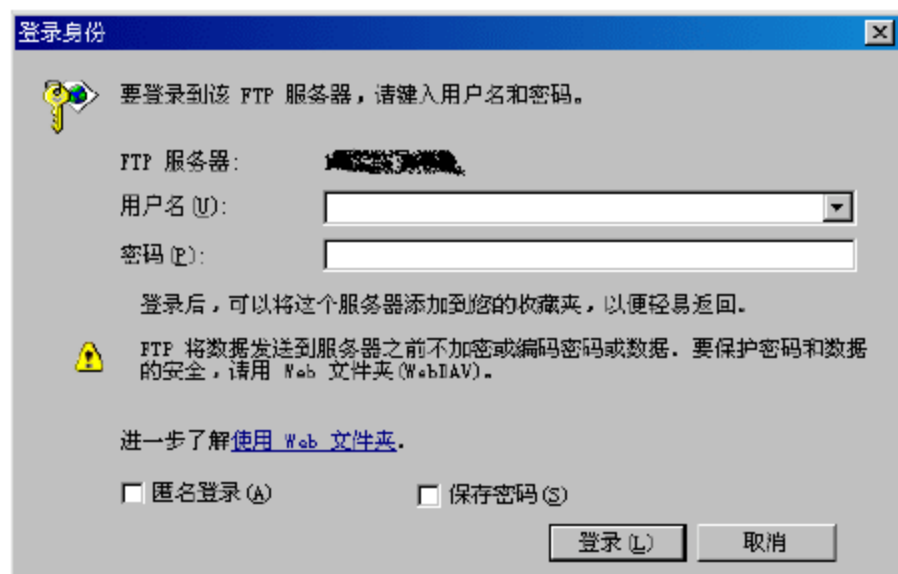 登录身份
要登录到该 FTP 服务器，请键入用户名和密码。
FTP 服务器:
用户名(U):
密码(P):
登录后，可以将这个服务器添加到您的收藏夹，以便轻易返回。
FTP 将数据发送到服务器之前不加密或编码密码或数据. 要保护密码和数据
的安全，请用 Web 文件夹(WebDAV)。
进一步了解使用 Web 文件夹.
匿名登录(A) 保存密码(S)
登录(L) 取消